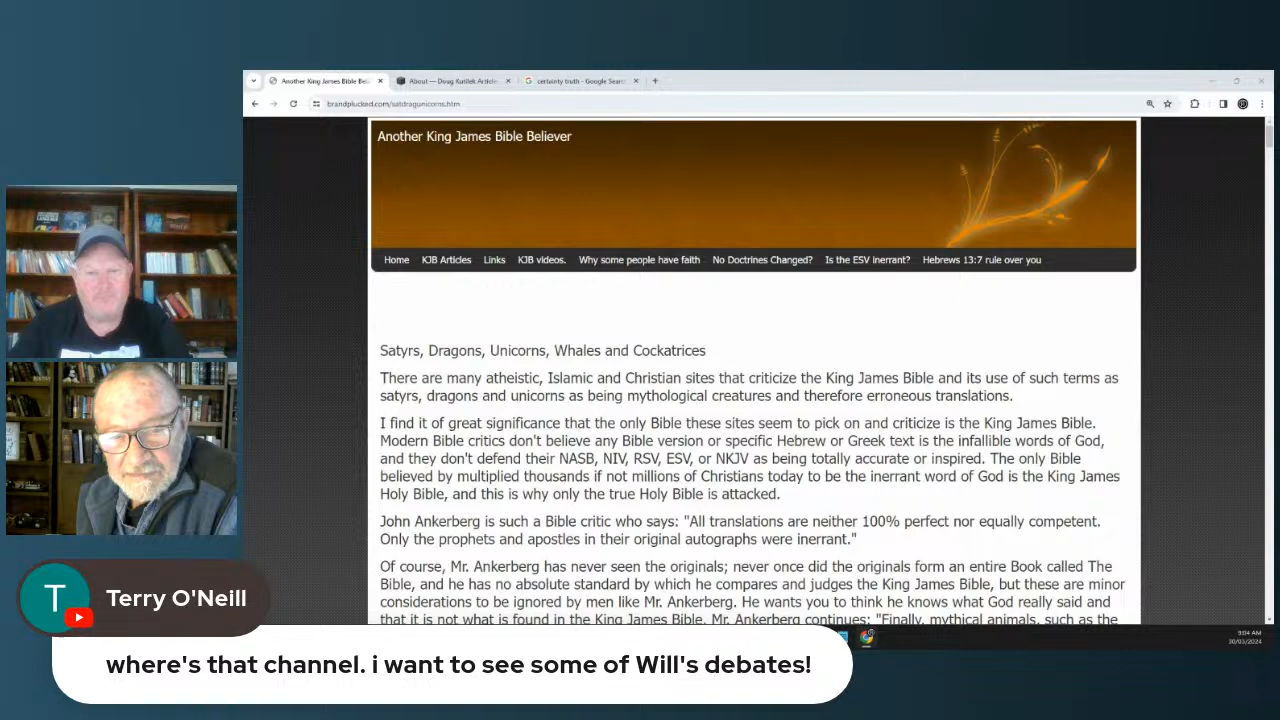 Another King James Bible Bel
About — Doug Kutilek Article
certainty truth - Google Searc
brandplucked.com/satdragunicorns.htm
Another King James Bible Believer
Home KJB Articles Links KJB videos. Why some people have faith No Doctrines Changed? Is the ESV inerrant? Hebrews 13:7 rule over you
Satyrs, Dragons, Unicorns, Whales and Cockatrices
There are many atheistic, Islamic and Christian sites that criticize the King James Bible and its use of such terms as
satyrs, dragons and unicorns as being mythological creatures and therefore erroneous translations.
I find it of great significance that the only Bible these sites seem to pick on and criticize is the King James Bible.
Modern Bible critics don't believe any Bible version or specific Hebrew or Greek text is the infallible words of God,
and they don't defend their NASB, NIV, RSV, ESV, or NKJV as being totally accurate or inspired. The only Bible
believed by multiplied thousands if not millions of Christians today to be the inerrant word of God is the King James
Holy Bible, and this is why only the true Holy Bible is attacked.
John Ankerberg is such a Bible critic who says: "All translations are neither 100% perfect nor equally competent.
Only the prophets and apostles in their original autographs were inerrant."
Of course, Mr. Ankerberg has never seen the originals; never once did the originals form an entire Book called The
Bible, and he has no absolute standard by which he compares and judges the King James Bible, but these are minor
considerations to be ignored by men like Mr. Ankerberg. He wants you to think he knows what God really said and
that it is not what is found in the King James Bible. Mr. Ankerberg continues: "Finally, mythical animals, such as the
9:04 AM
30/03/2024
T
Terry O'Neill
where's that channel. i want to see some of Will's debates!